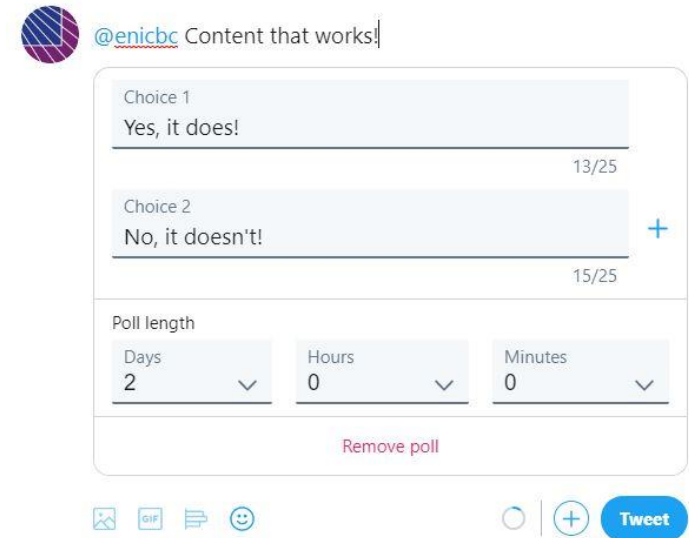 @enicbc Content that works!
Choice 1
Yes, it does!
13/25
Choice 2
No, it doesn't!
+
15/25
Poll length
Days
Hours
Minutes
2
0
0
Remove poll
GIF
Tweet